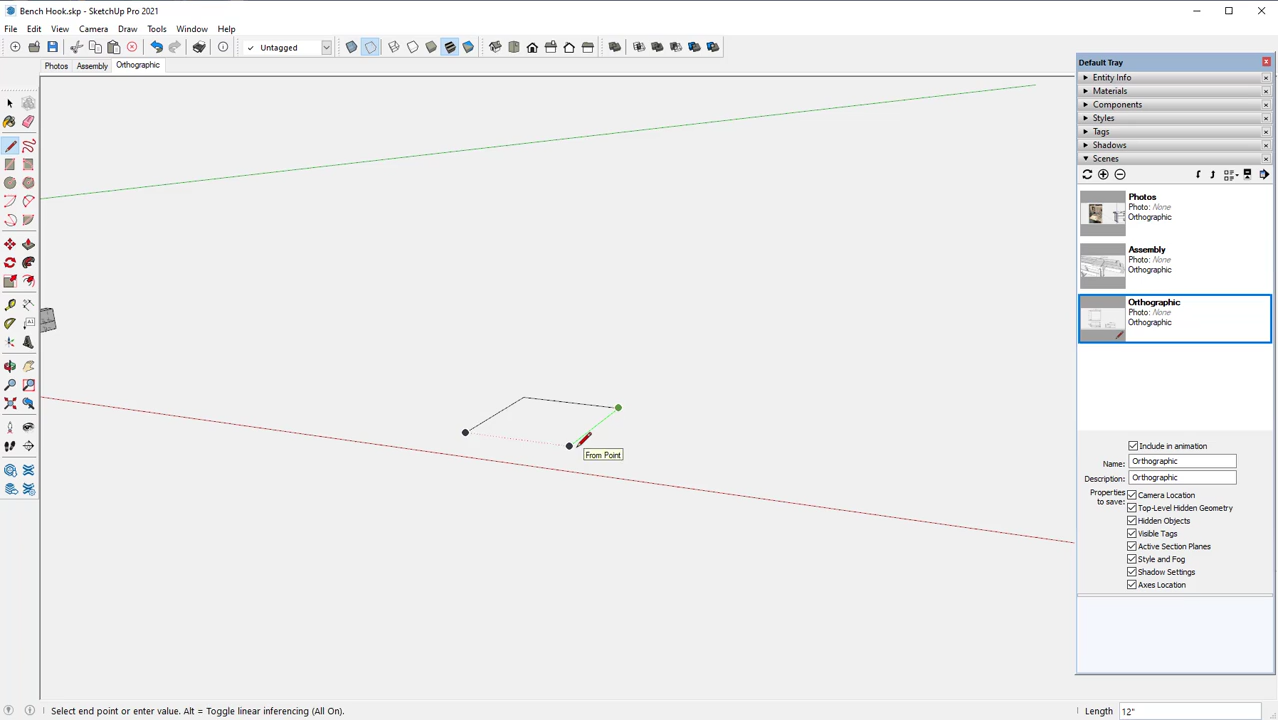 Bench Hook.skp - SketchUp Pro 2021
File Edit View Camera Draw Tools Window Help
Untagged
Photos Assembly Orthographic
Default Tray
Entity Info
Materials
Components
Styles
Tags
Shadows
Scenes
Photos
Photo: None
Orthographic
Assembly
Photo: None
Orthographic
Orthographic
Photo: None
Orthographic
From Point
Include in animation
Name: Orthographic
Description: Orthographic
Properties to save:
Camera Location
Top-Level Hidden Geometry
Hidden Objects
Visible Tags
Active Section Planes
Style and Fog
Shadow Settings
Axes Location
Select end point or enter value. Alt = Toggle linear inferencing (All On).
Length 12"